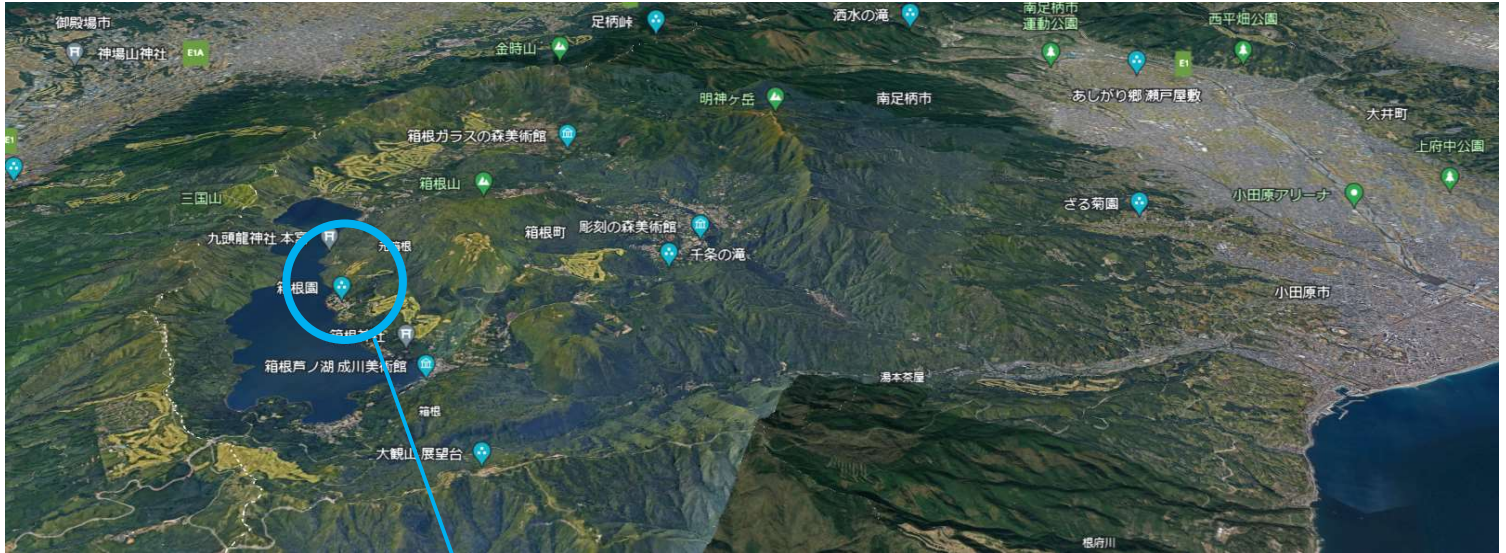 御殿場市
足柄峠
洒水の滝
南足柄市
運動公園
西平畑公園
神場山神社
E1A
金時山
E1
あしがり郷 瀬戸屋敷
明神ヶ岳
南足柄市
大井町
箱根ガラスの森美術館
E1
上府中公園
箱根山
三国山
小田原アリーナ
ざる菊園
九頭龍神社 本宮
元箱根
箱根町
彫刻の森美術館
千条の滝
箱根園
小田原市
箱根神社
箱根芦ノ湖 成川美術館
湯本茶屋
箱根
大観山 展望台
根府川